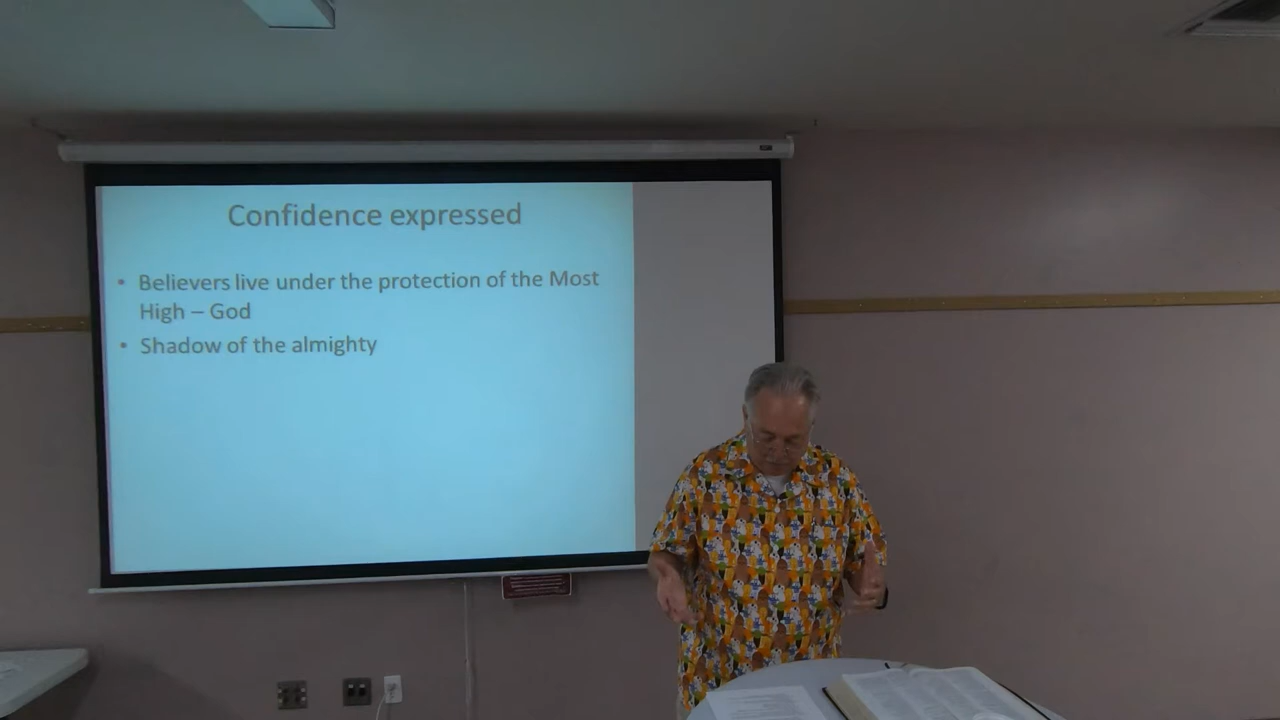 Confidence expressed
• Believers live under the protection of the Most
High – God
• Shadow of the almighty